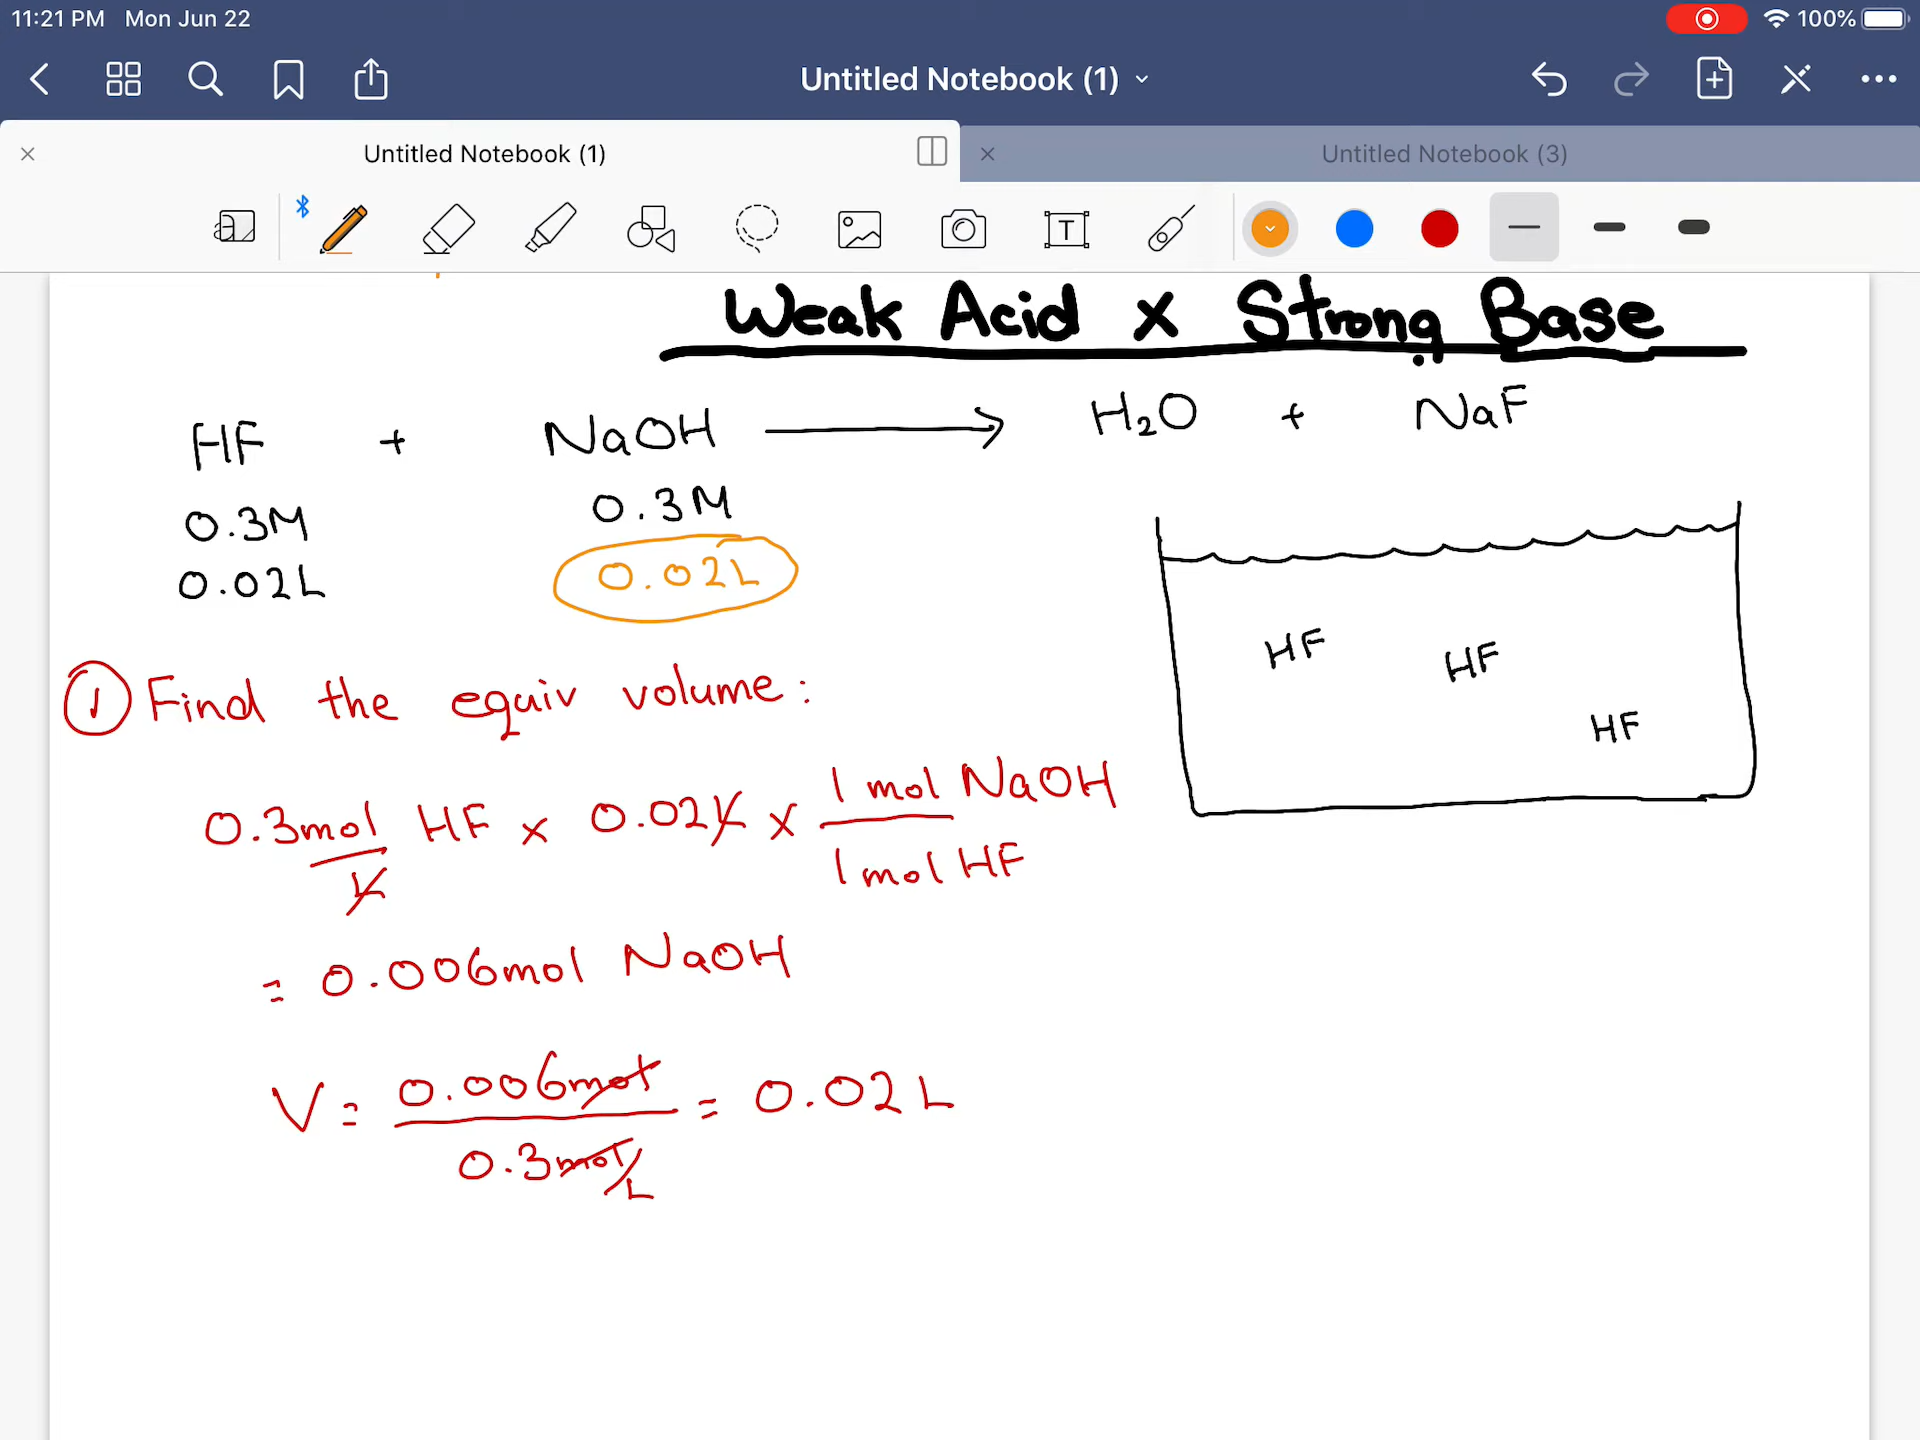 11:21 PM Mon Jun 22 100%
Untitled Notebook (1)
Untitled Notebook (1) Untitled Notebook (3)
Weak Acid x Strong Base
HF + NaOH → H₂O + NaF
0.3M 0.3M
0.02L 0.02L
HF HF
HF
① Find the equiv volume:
0.3mol/L HF x 0.02L x 1 mol NaOH / 1mol HF
= 0.006mol NaOH
V = 0.006mol / 0.3mol/L = 0.02L